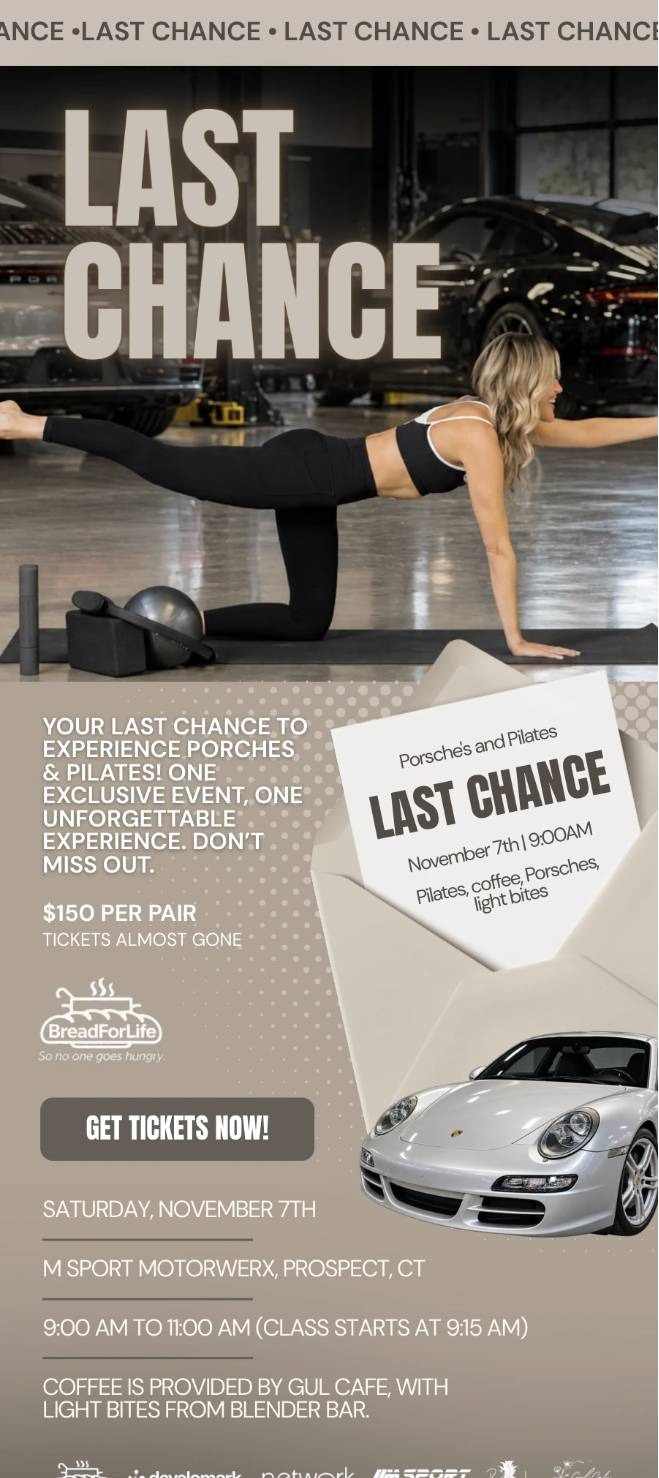 ANCE •LAST CHANCE • LAST CHANCE • LAST CHANCE
LAST
CHANCE
YOUR LAST CHANCE TO
EXPERIENCE PORCHES
& PILATES! ONE
EXCLUSIVE EVENT, ONE
UNFORGETTABLE
EXPERIENCE. DON'T
MISS OUT.
$150 PER PAIR
TICKETS ALMOST GONE
BreadForLife
So no one goes hungry.
Porsche's and Pilates
LAST CHANCE
November 7th | 9:00AM
Pilates, coffee, Porsches,
light bites
GET TICKETS NOW!
SATURDAY, NOVEMBER 7TH
M SPORT MOTORWERX, PROSPECT, CT
9:00 AM TO 11:00 AM (CLASS STARTS AT 9:15 AM)
COFFEE IS PROVIDED BY GUL CAFE, WITH
LIGHT BITES FROM BLENDER BAR.
network